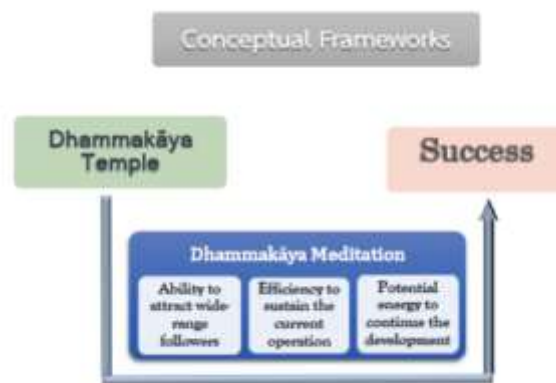 Conceptual Frameworks
Dhammakāya
Temple
Success
Dhammakāya Meditation
Ability to
attract wide-
range
followers
Efficiency to
sustain the
current
operation
Potential
energy to
continue the
development